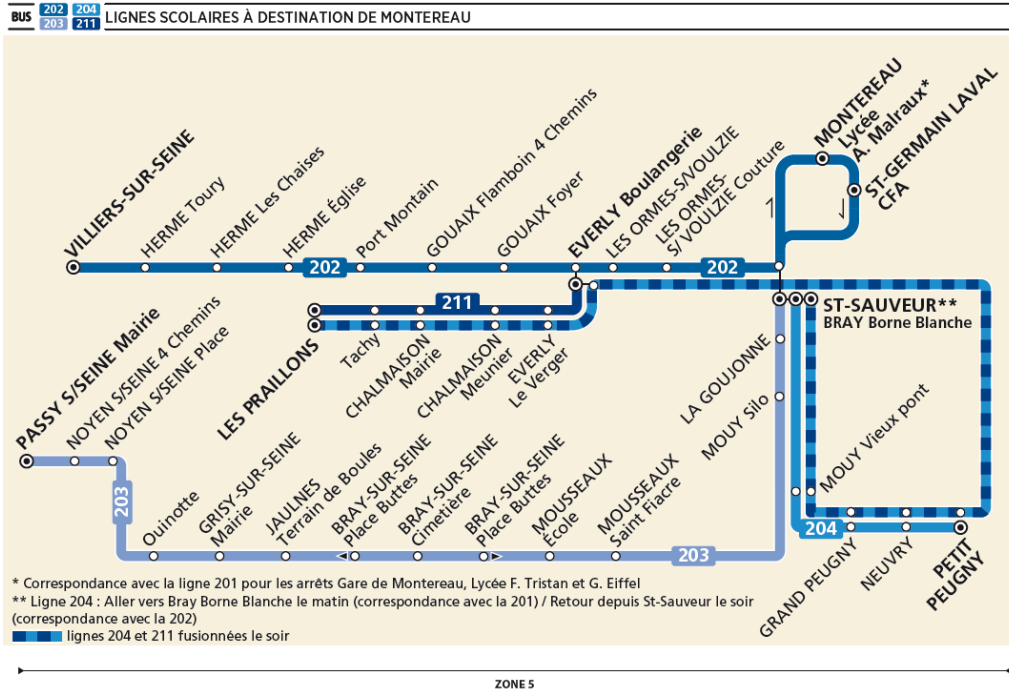 BUS 202 204 203 211 LIGNES SCOLAIRES À DESTINATION DE MONTEREAU
VILLIERS-SUR-SEINE
HERME Toury
HERME Les Chaises
HERME Église
Port Montain
GOUAIX Flamboin 4 Chemins
GOUAIX Foyer
EVERLY Boulangerie
LES ORMES-S/VOULZIE
LES ORMES-
S/ VOULZIE Couture
MONTEREAU
Lycée
A. Malraux*
ST-GERMAIN LAVAL
CFA
202
202
211
LES PRAILLONS
Tachy
CHALMAISON
Mairie
CHALMAISON
Meunier
EVERLY
Le Verger
ST-SAUVEUR**
BRAY Borne Blanche
PASSY S/SEINE Mairie
NOYEN S/SEINE 4 Chemins
NOYEN S/SEINE Place
203
Ouinotte
GRISY-SUR-SEINE
Mairie
JAULNES
Terrain de Boules
BRAY-SUR-SEINE
Place Buttes
BRAY-SUR-SEINE
Cimetière
BRAY-SUR-SEINE
Place Buttes
MOUSSEAUX
École
MOUSSEAUX
Saint Fiacre
203
MOUY Silo
LA GOUJONNE
MOUY Vieux pont
204
GRAND PEUGNY
NEUVRY
PETIT
PEUGNY
* Correspondance avec la ligne 201 pour les arrêts Gare de Montereau, Lycée F. Tristan et G. Eiffel
** Ligne 204 : Aller vers Bray Borne Blanche le matin (correspondance avec la 201) / Retour depuis St-Sauveur le soir
(correspondance avec la 202)
lignes 204 et 211 fusionnées le soir
ZONE 5